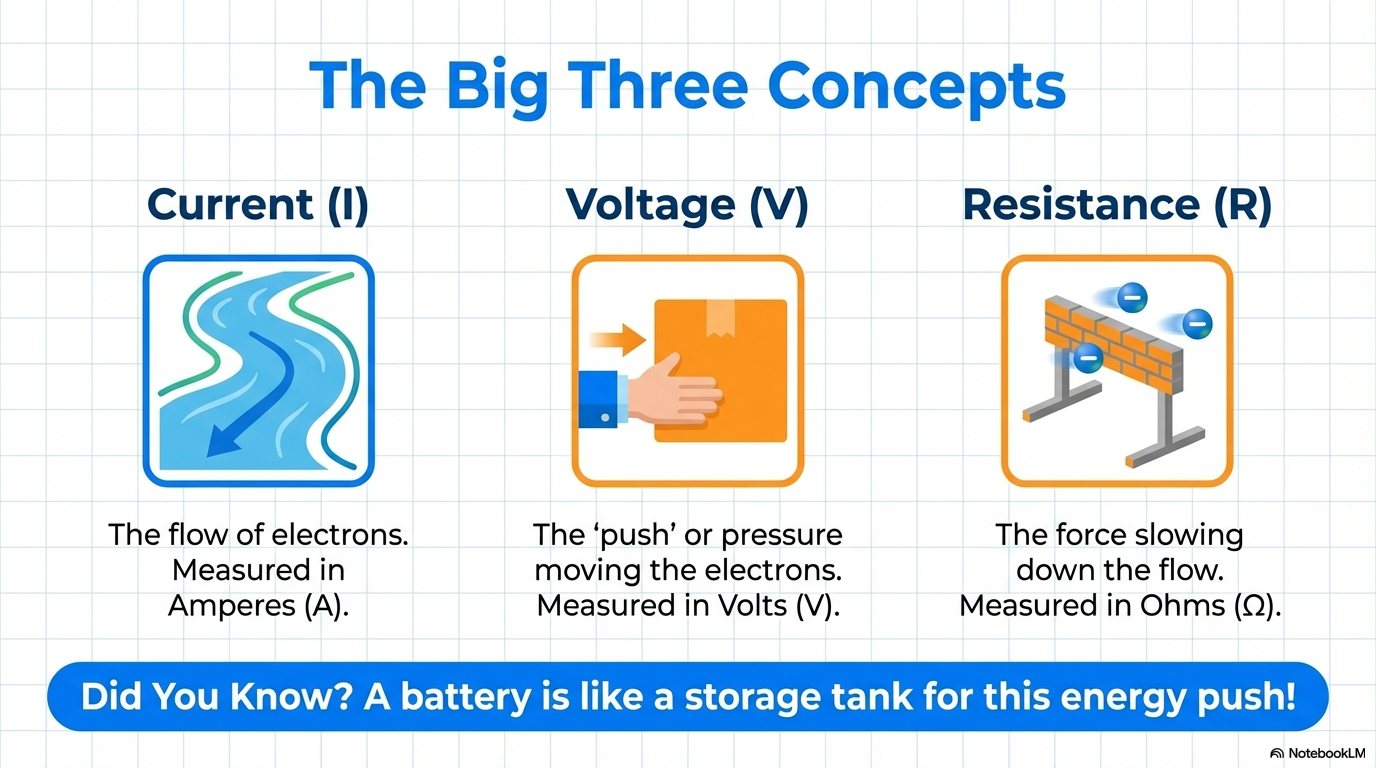 The Big Three Concepts
Current (I)
Voltage (V)
Resistance (R)
The flow of electrons.
Measured in
Amperes (A).
The ‘push’ or pressure
moving the electrons.
Measured in Volts (V).
The force slowing
down the flow.
Measured in Ohms (Ω).
Did You Know? A battery is like a storage tank for this energy push!
NotebookLM